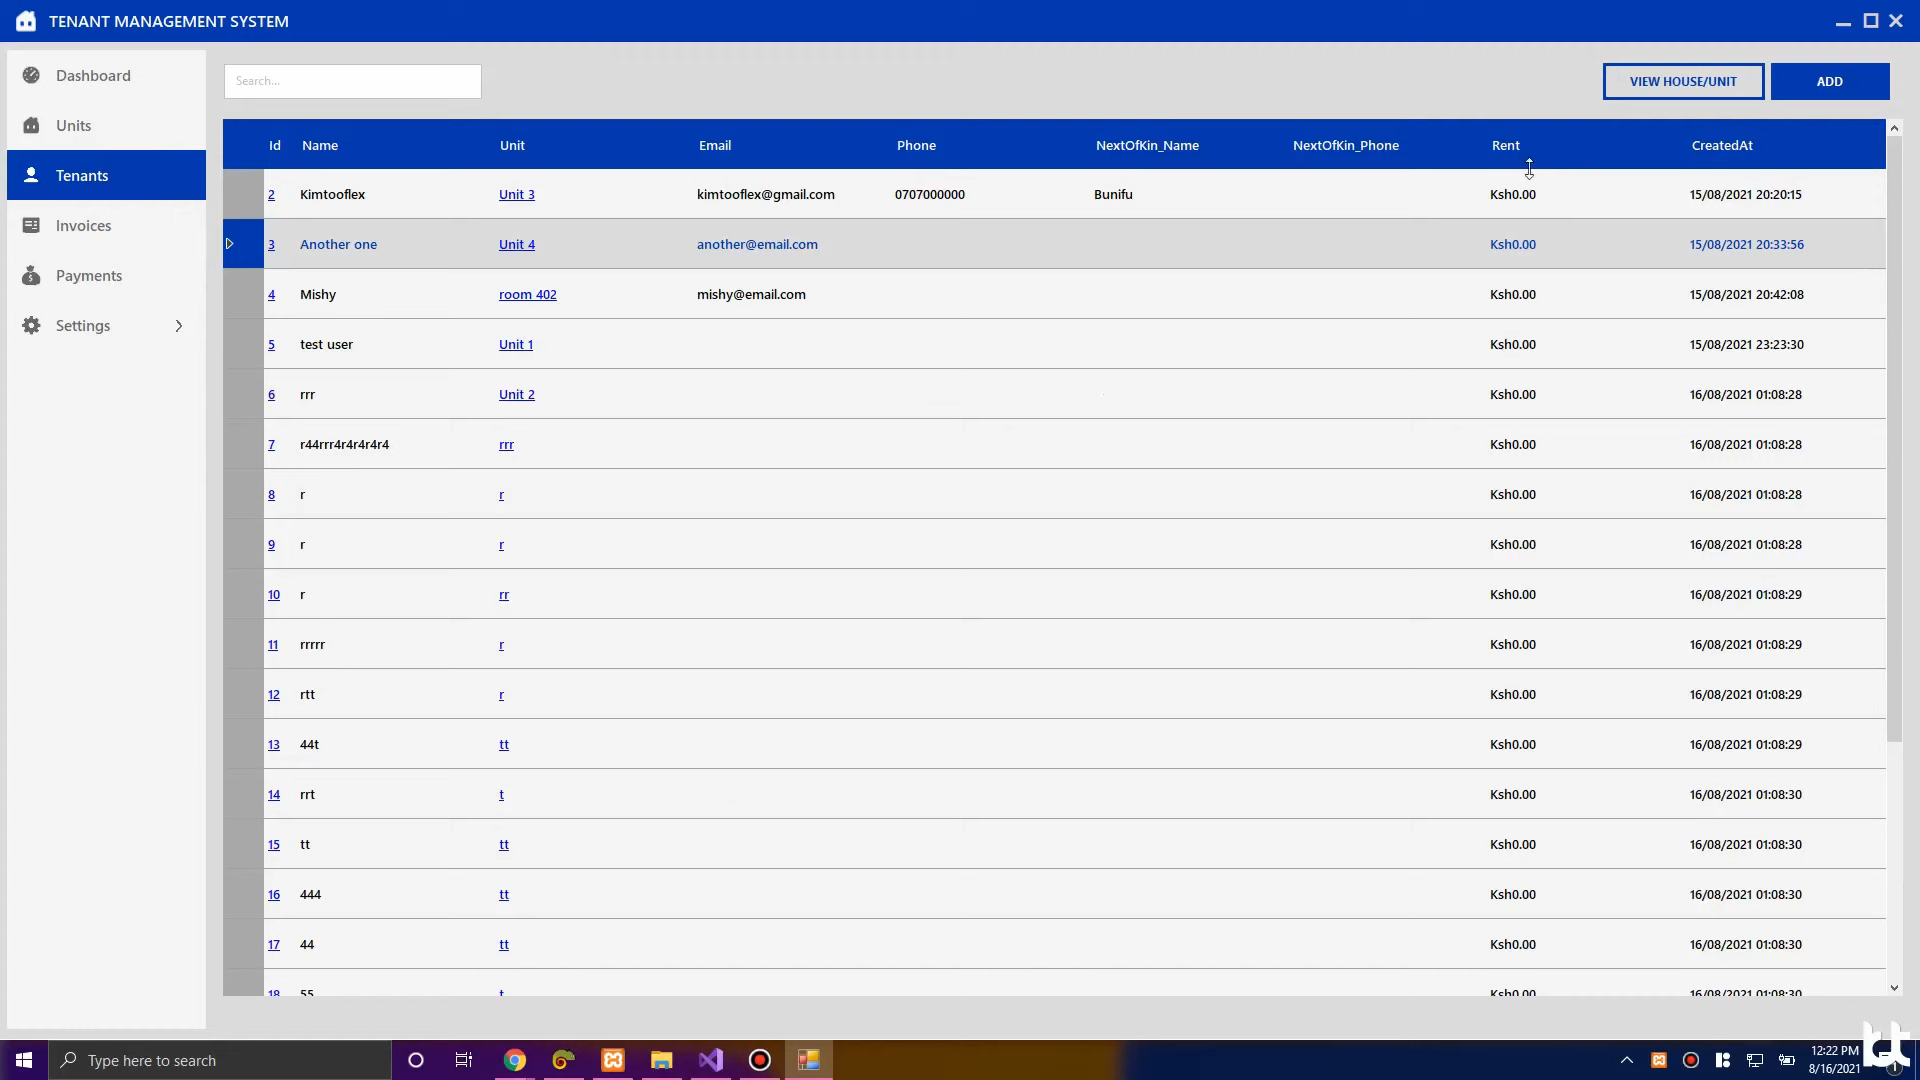 TENANT MANAGEMENT SYSTEM
Dashboard
Units
Tenants
Invoices
Payments
Settings
Search...
VIEW HOUSE/UNIT
ADD
Id Name Unit Email Phone NextOfKin_Name NextOfKin_Phone Rent CreatedAt
2 Kimtooflex Unit 3 kimtooflex@gmail.com 0707000000 Bunifu Ksh0.00 15/08/2021 20:20:15
3 Another one Unit 4 another@email.com Ksh0.00 15/08/2021 20:33:56
4 Mishy room 402 mishy@email.com Ksh0.00 15/08/2021 20:42:08
5 test user Unit 1 Ksh0.00 15/08/2021 23:23:30
6 rrr Unit 2 Ksh0.00 16/08/2021 01:08:28
7 r44rrr4r4r4r4r4 rrr Ksh0.00 16/08/2021 01:08:28
8 r r Ksh0.00 16/08/2021 01:08:28
9 r r Ksh0.00 16/08/2021 01:08:28
10 r rr Ksh0.00 16/08/2021 01:08:29
11 rrrrr r Ksh0.00 16/08/2021 01:08:29
12 rtt r Ksh0.00 16/08/2021 01:08:29
13 44t tt Ksh0.00 16/08/2021 01:08:29
14 rrt t Ksh0.00 16/08/2021 01:08:30
15 tt tt Ksh0.00 16/08/2021 01:08:30
16 444 tt Ksh0.00 16/08/2021 01:08:30
17 44 tt Ksh0.00 16/08/2021 01:08:30
18 55 t Ksh0.00 16/08/2021 01:08:30
Type here to search
12:22 PM
8/16/2021